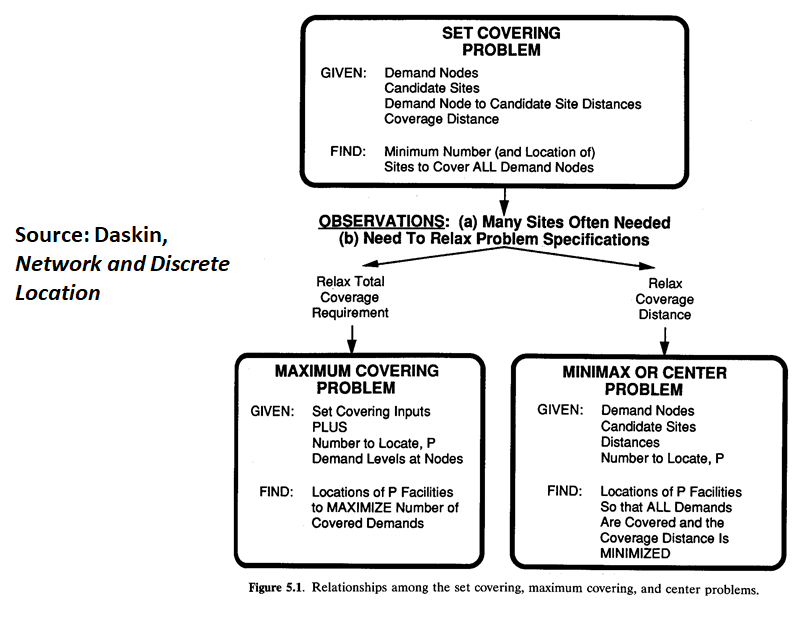 SET COVERING
PROBLEM
GIVEN: Demand Nodes
Candidate Sites
Demand Node to Candidate Site Distances
Coverage Distance
FIND: Minimum Number (and Location of)
Sites to Cover ALL Demand Nodes
OBSERVATIONS: (a) Many Sites Often Needed
(b) Need To Relax Problem Specifications
Source: Daskin,
Network and Discrete
Location
Relax Total
Coverage
Requirement
Relax
Coverage
Distance
MAXIMUM COVERING
PROBLEM
GIVEN: Set Covering Inputs
PLUS
Number to Locate, P
Demand Levels at Nodes
FIND: Locations of P Facilities
to MAXIMIZE Number of
Covered Demands
MINIMAX OR CENTER
PROBLEM
GIVEN: Demand Nodes
Candidate Sites
Distances
Number to Locate, P
FIND: Locations of P Facilities
So that ALL Demands
Are Covered and the
Coverage Distance Is
MINIMIZED
Figure 5.1. Relationships among the set covering, maximum covering, and center problems.